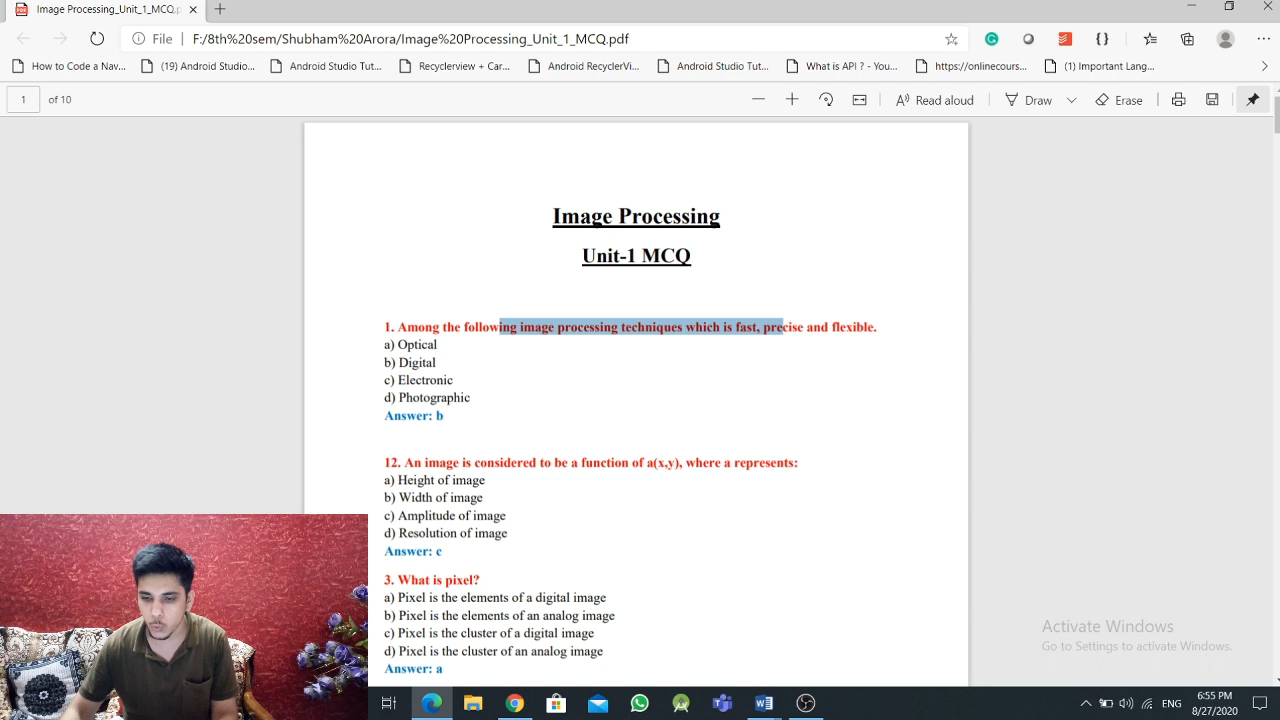 Image Processing_Unit_1_MCQ.p
File F:/8th%20sem/Shubham%20Arora/Image%20Processing_Unit_1_MCQ.pdf
How to Code a Nav... (19) Android Studio... Android Studio Tut... Recyclerview + Car... Android RecyclerVi... Android Studio Tut... What is API ? - You... https://onlinecours... (1) Important Lang...
1 of 10 Read aloud Draw Erase
Image Processing
Unit-1 MCQ
1. Among the following image processing techniques which is fast, precise and flexible.
a) Optical
b) Digital
c) Electronic
d) Photographic
Answer: b
12. An image is considered to be a function of a(x,y), where a represents:
a) Height of image
b) Width of image
c) Amplitude of image
d) Resolution of image
Answer: c
3. What is pixel?
a) Pixel is the elements of a digital image
b) Pixel is the elements of an analog image
c) Pixel is the cluster of a digital image
d) Pixel is the cluster of an analog image
Answer: a
Activate Windows
Go to Settings to activate Windows.
ENG
6:55 PM
8/27/2020